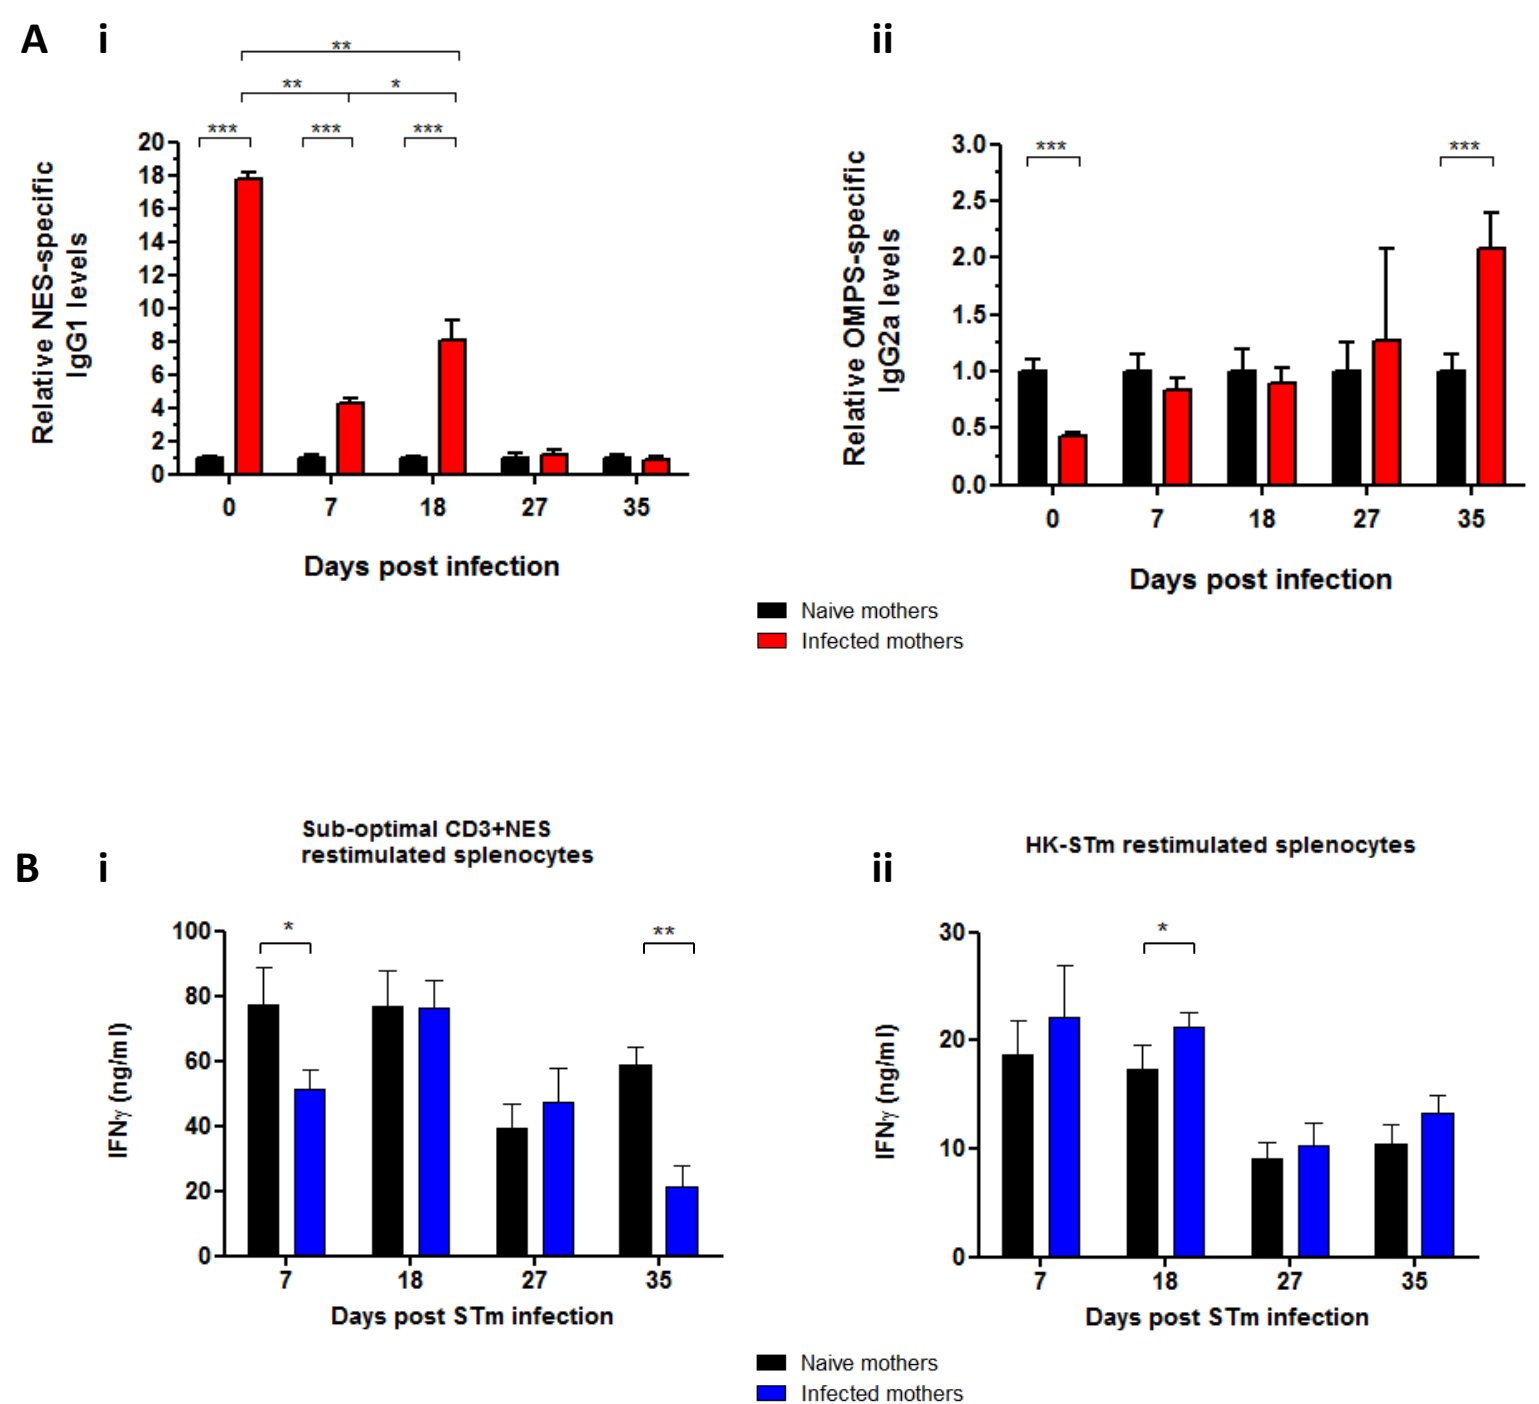 A i
**
** *
*** *** ***
20
18
16
14
12
10
8
6
4
2
0
Relative NES-specific
IgG1 levels
0 7 18 27 35
Days post infection
ii
*** ***
3.0
2.5
2.0
1.5
1.0
0.5
0.0
Relative OMPS-specific
IgG2a levels
0 7 18 27 35
Days post infection
Naive mothers
Infected mothers
B i
Sub-optimal CD3+NES
restimulated splenocytes
* **
100
80
60
40
20
0
IFNγ (ng/ml)
7 18 27 35
Days post STm infection
ii
HK-STm restimulated splenocytes
*
30
20
10
0
IFNγ (ng/ml)
7 18 27 35
Days post STm infection
Naive mothers
Infected mothers